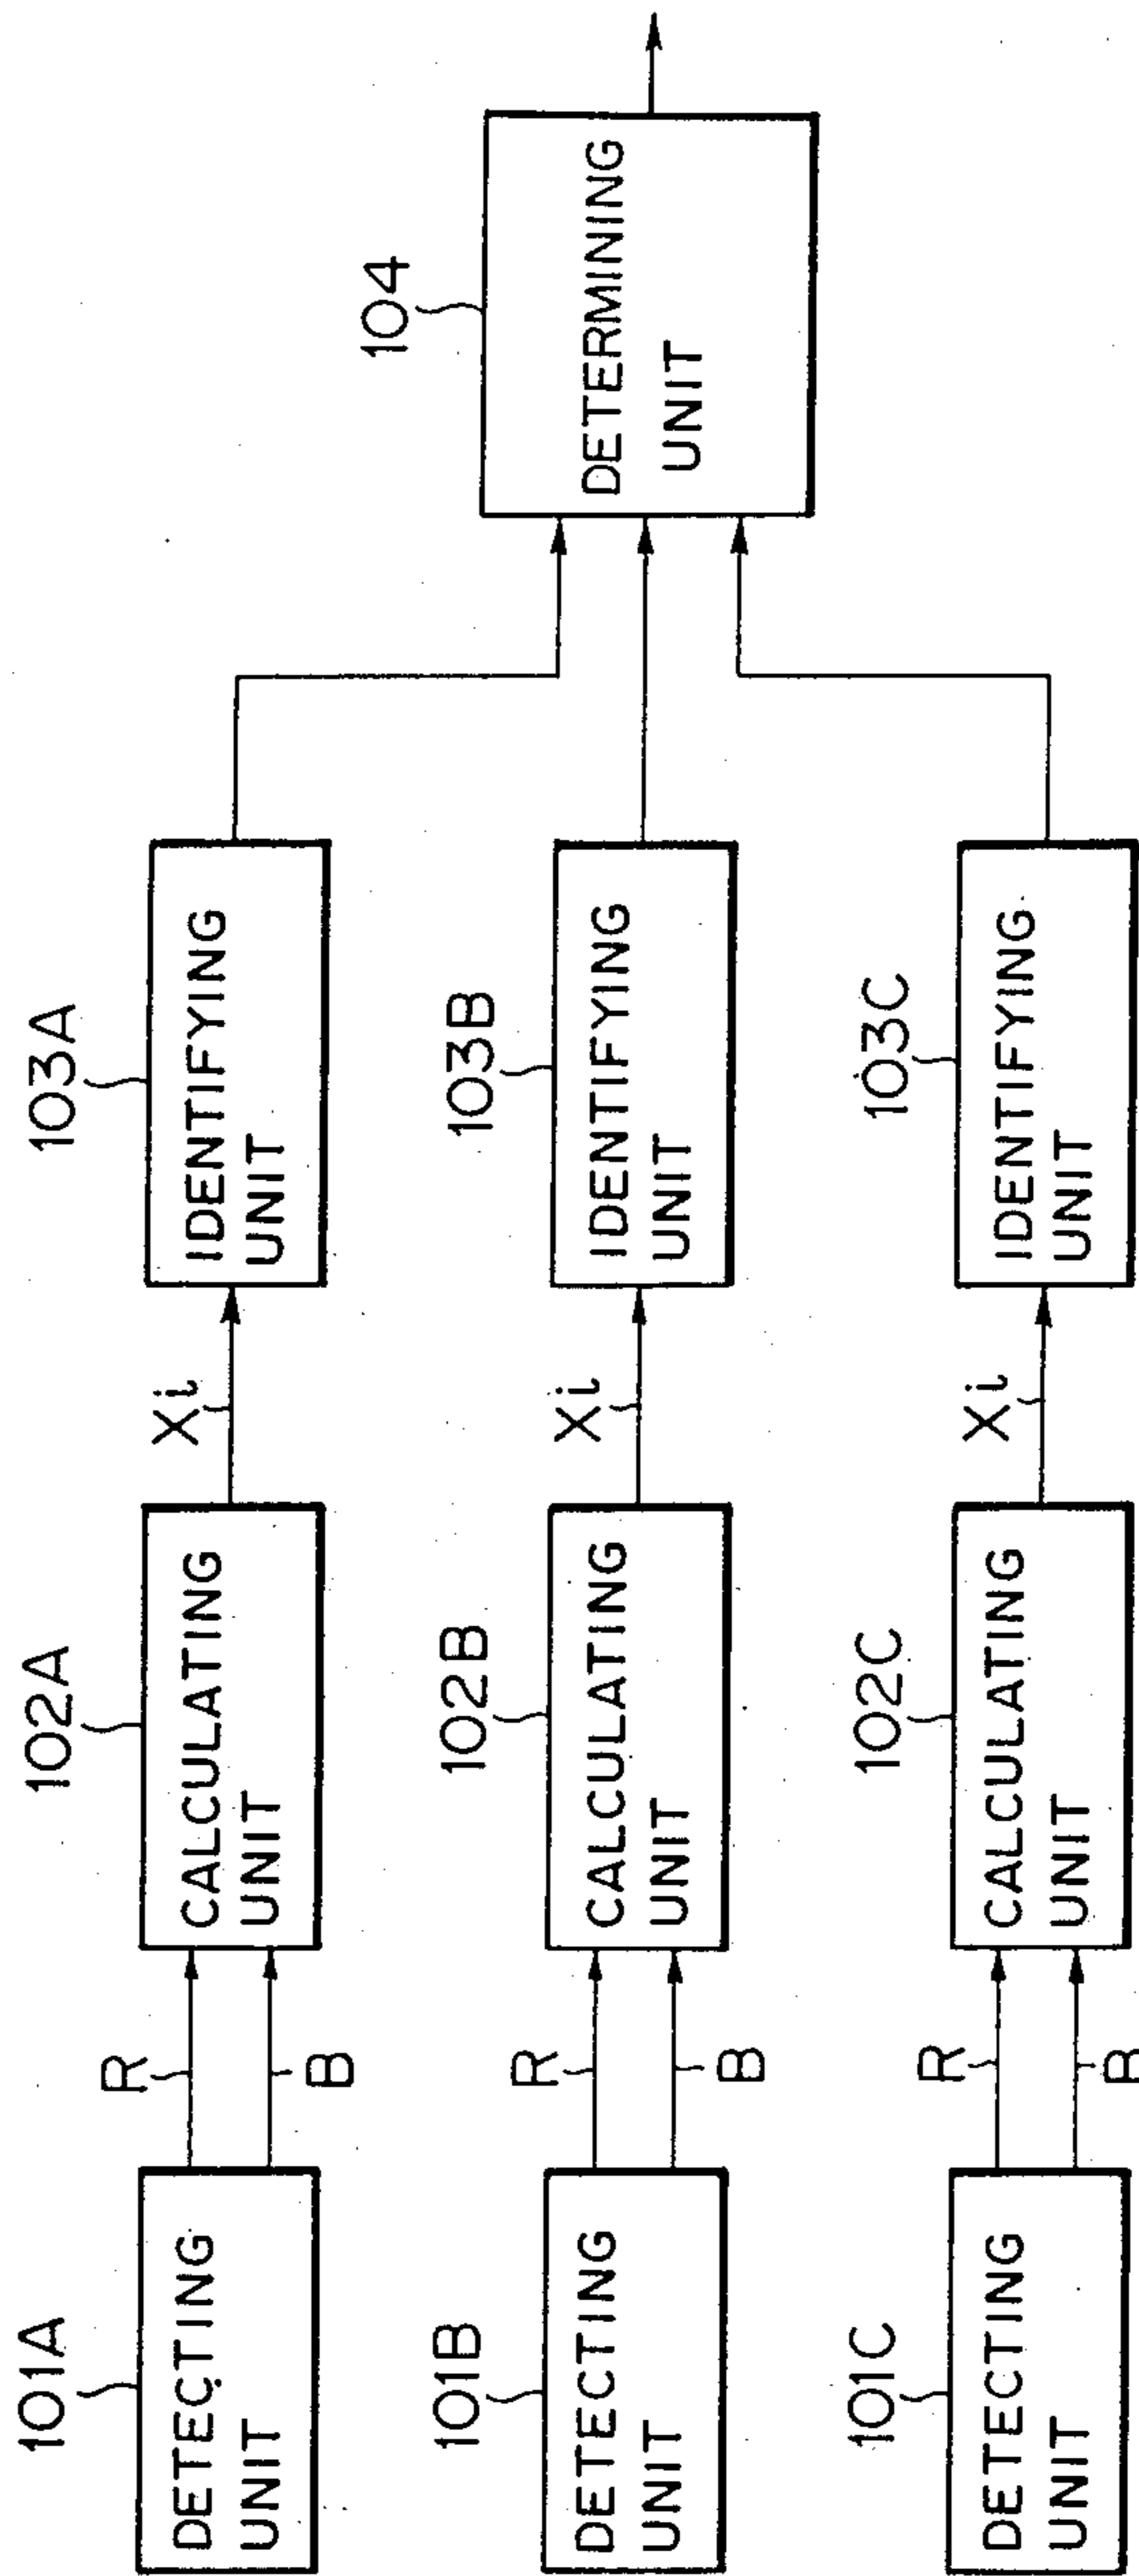 101A
DETECTING
UNIT
R
B
102A
CALCULATING
UNIT
Xi
103A
IDENTIFYING
UNIT
101B
DETECTING
UNIT
R
B
102B
CALCULATING
UNIT
Xi
103B
IDENTIFYING
UNIT
101C
DETECTING
UNIT
R
B
102C
CALCULATING
UNIT
Xi
103C
IDENTIFYING
UNIT
104
DETERMINING
UNIT